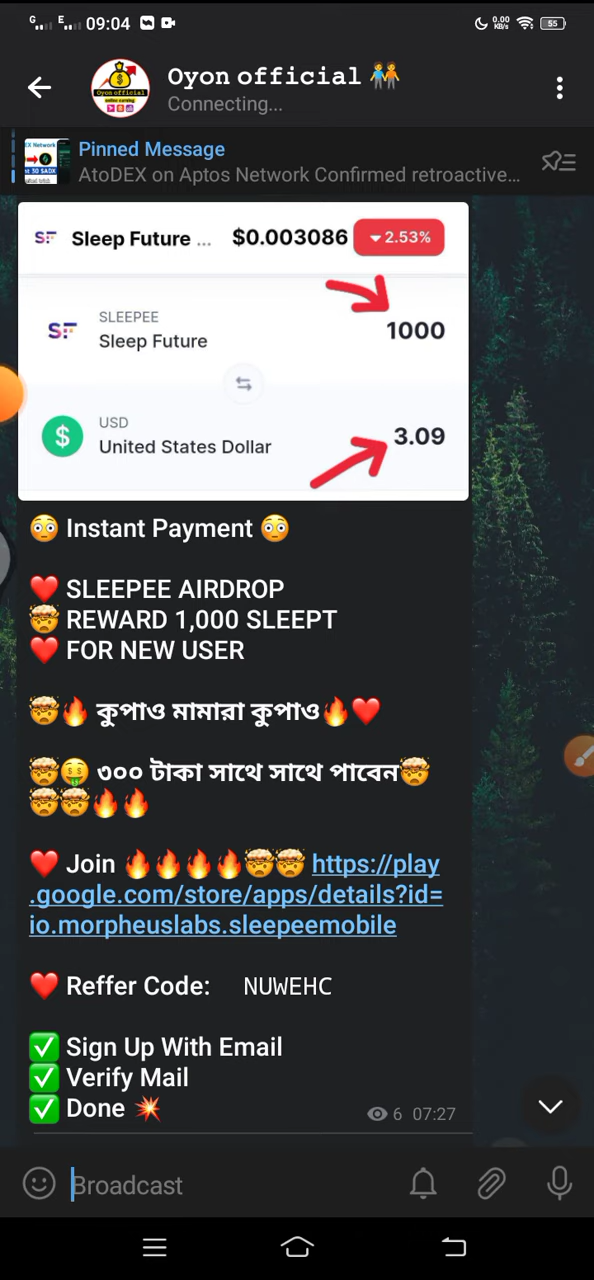 G E 09:04 0.00 KB/s 55
Oyon official 🧑‍🤝‍🧑
Connecting...
Pinned Message
AtoDEX on Aptos Network Confirmed retroactive...
SF Sleep Future ... $0.003086 ▼ 2.53%
SLEEPEE
SF Sleep Future 1000
USD
$ United States Dollar 3.09
😳 Instant Payment 😳
❤️ SLEEPEE AIRDROP
🤯 REWARD 1,000 SLEEPT
❤️ FOR NEW USER
🤯🔥 কুপাও মামারা কুপাও🔥❤️
🤯🤑 ৩০০ টাকা সাথে সাথে পাবেন🤯
🤯🤯🔥🔥
❤️ Join 🔥🔥🔥🔥🤯🤯 https://play
.google.com/store/apps/details?id=
io.morpheuslabs.sleepeemobile
❤️ Reffer Code: NUWEHC
✅ Sign Up With Email
✅ Verify Mail
✅ Done 💥
6 07:27
Broadcast